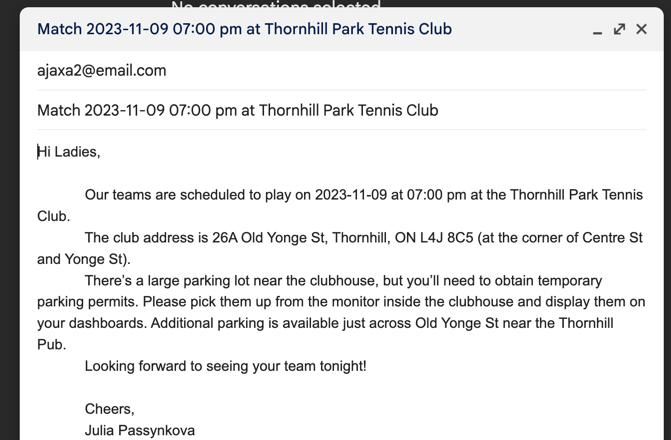 No conversations selected
Match 2023-11-09 07:00 pm at Thornhill Park Tennis Club
ajaxa2@email.com
Match 2023-11-09 07:00 pm at Thornhill Park Tennis Club
Hi Ladies,
Our teams are scheduled to play on 2023-11-09 at 07:00 pm at the Thornhill Park Tennis
Club.
The club address is 26A Old Yonge St, Thornhill, ON L4J 8C5 (at the corner of Centre St
and Yonge St).
There’s a large parking lot near the clubhouse, but you’ll need to obtain temporary
parking permits. Please pick them up from the monitor inside the clubhouse and display them on
your dashboards. Additional parking is available just across Old Yonge St near the Thornhill
Pub.
Looking forward to seeing your team tonight!
Cheers,
Julia Passynkova